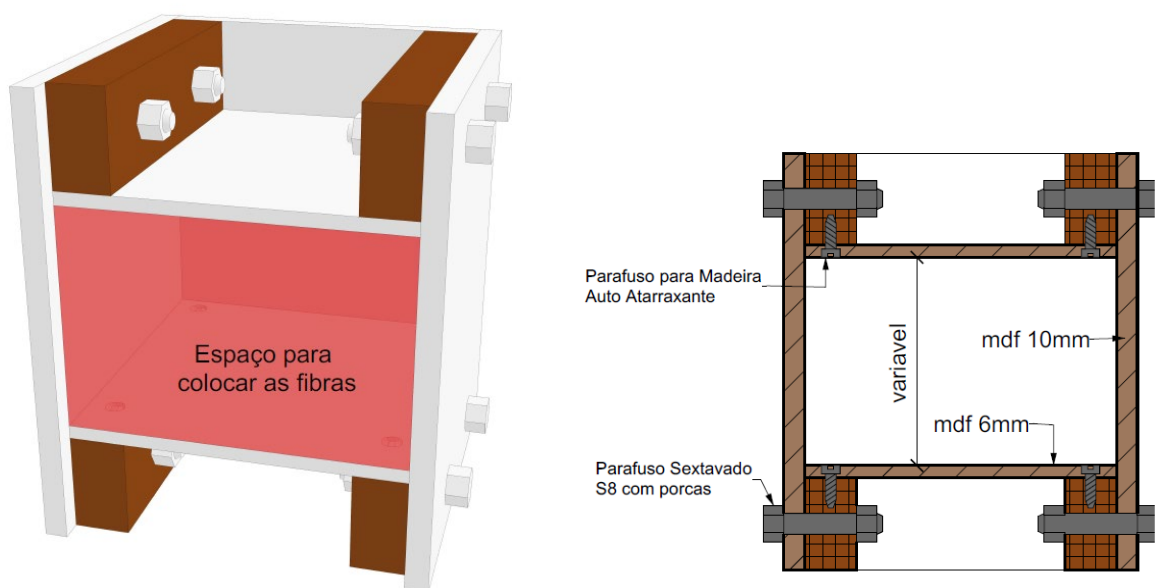 Espaço para
colocar as fibras
Parafuso para Madeira
Auto Atarraxante
variavel
mdf 10mm
mdf 6mm
Parafuso Sextavado
S8 com porcas